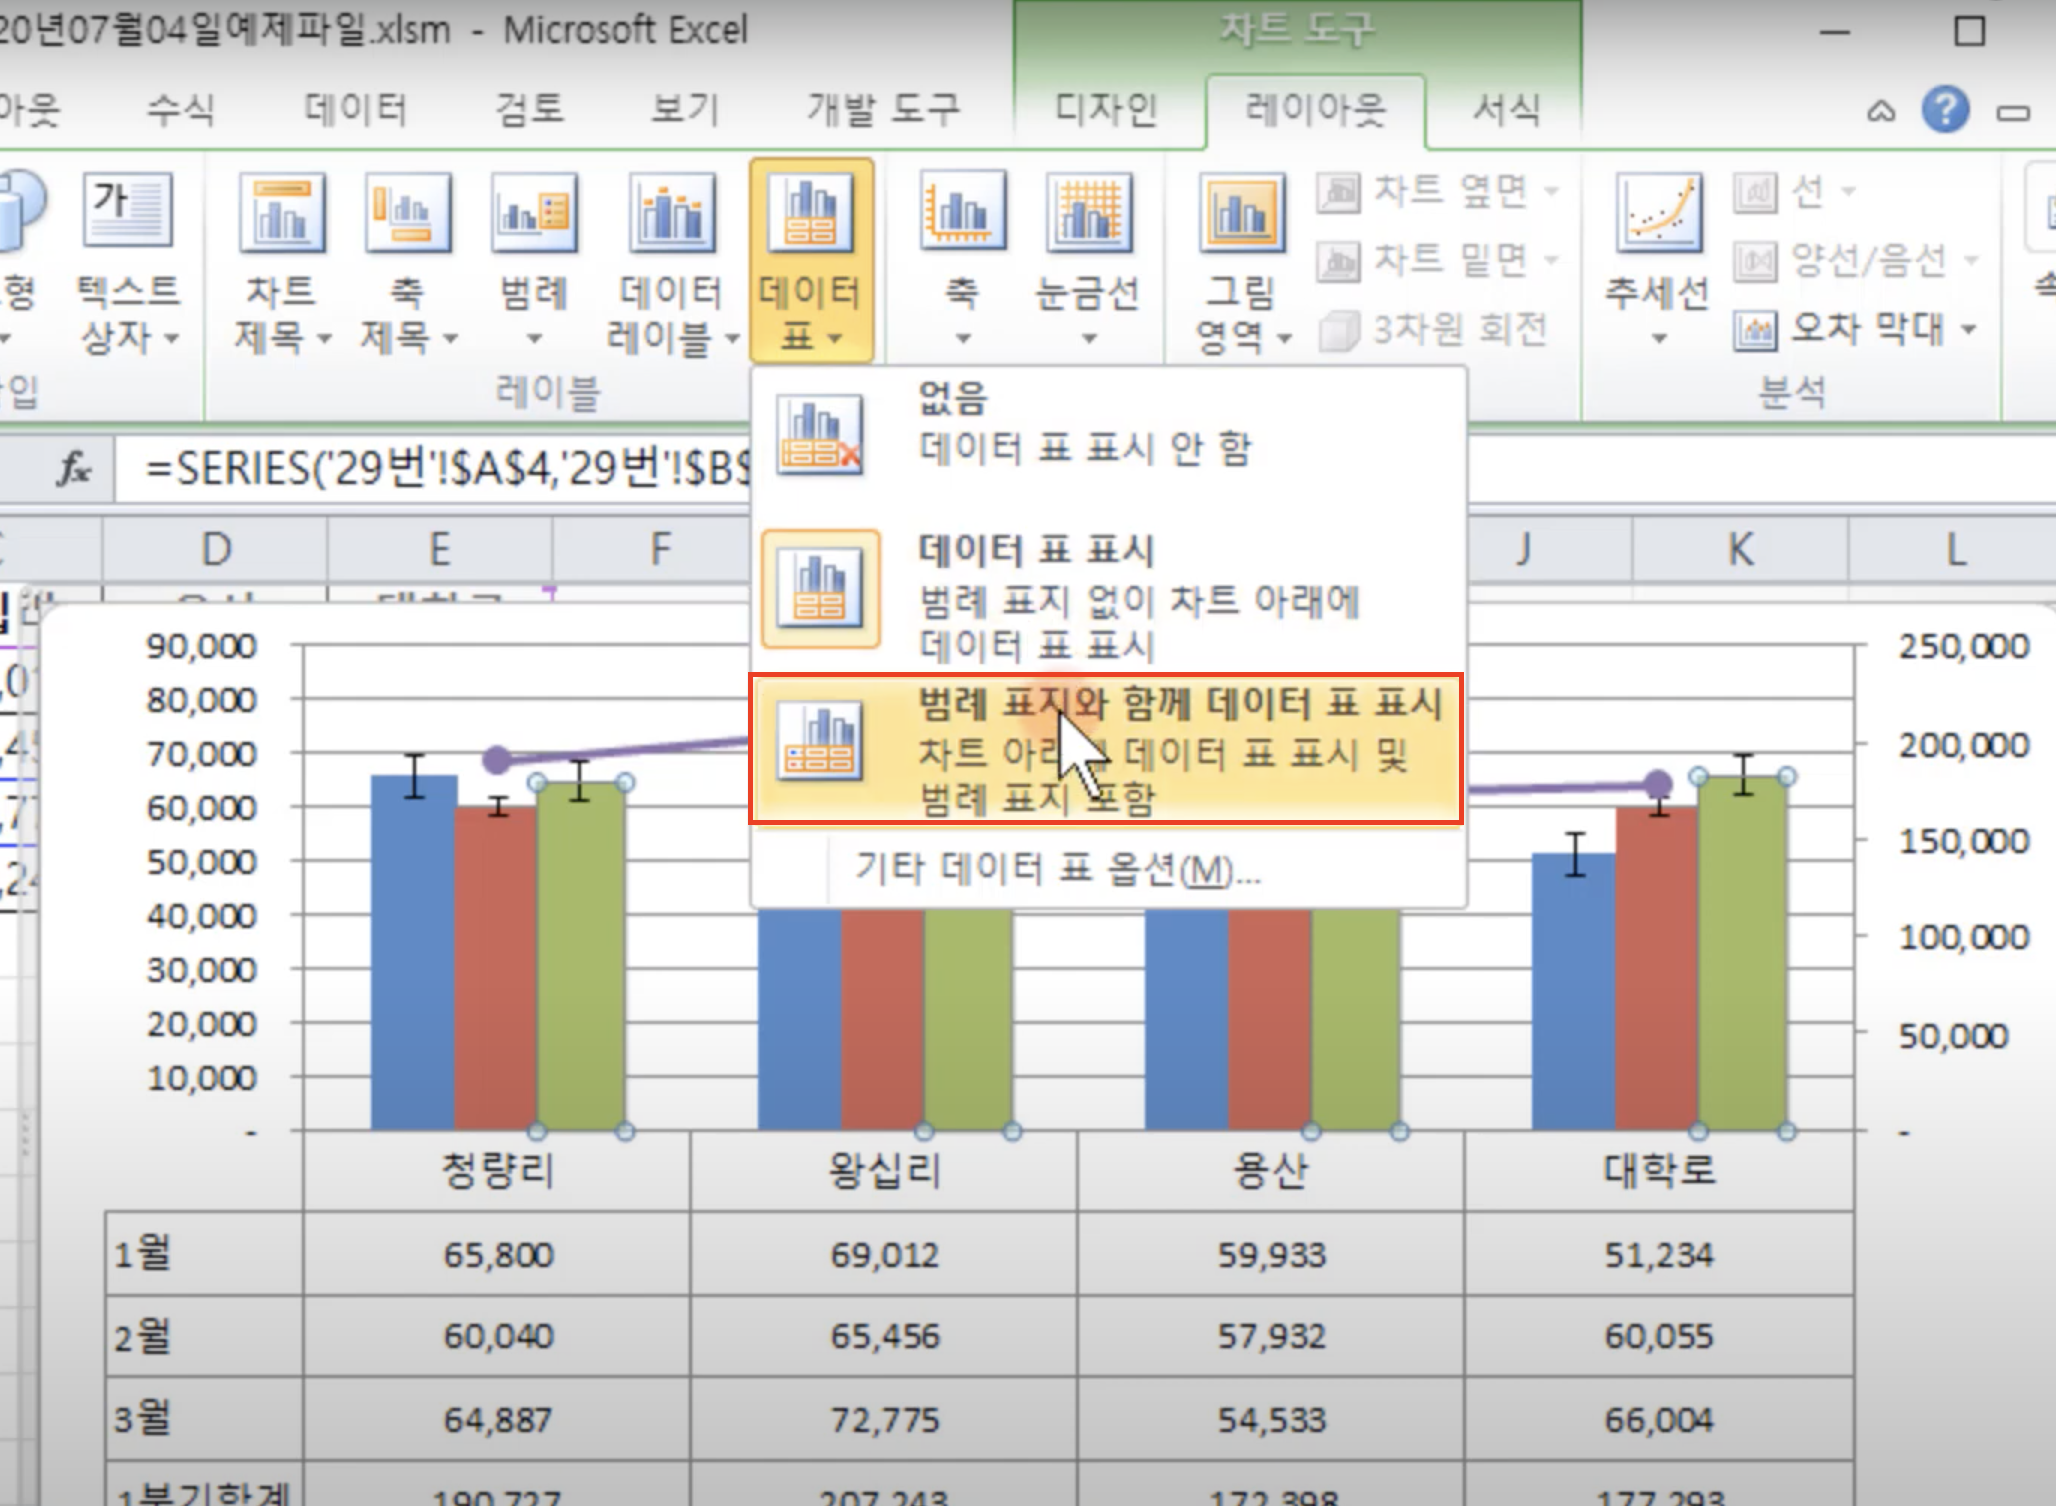 20년07월04일예제파일.xlsm - Microsoft Excel
차트 도구
아웃 수식 데이터 검토 보기 개발 도구 디자인 레이아웃 서식
형
텍스트 상자
차트 제목
축 제목
범례
데이터 레이블
데이터 표
축
눈금선
그림 영역
차트 옆면
차트 밑면
3차원 회전
추세선
선
양선/음선
오차 막대
레이블
분석
fx =SERIES('29번'!$A$4,'29번'!$B$
없음
데이터 표 표시 안 함
데이터 표 표시
범례 표지 없이 차트 아래에
데이터 표 표시
범례 표지와 함께 데이터 표 표시
데이터 표 표시 및
범례 표지 포함
기타 데이터 표 옵션(M)...
D E F J K L
90,000
80,000
70,000
60,000
50,000
40,000
30,000
20,000
10,000
-
250,000
200,000
150,000
100,000
50,000
-
청량리 왕십리 용산 대학로
1월 65,800 69,012 59,933 51,234
2월 60,040 65,456 57,932 60,055
3월 64,887 72,775 54,533 66,004
1분기합계 190,727 207,243 172,398 177,293